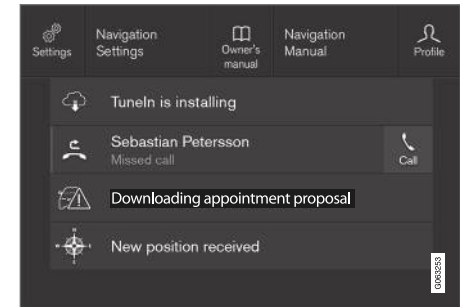 Settings
Navigation
Settings
Owner's
manual
Navigation
Manual
Profile
TuneIn is installing
Sebastian Petersson
Missed call
Call
Downloading appointment proposal
New position received
G063253